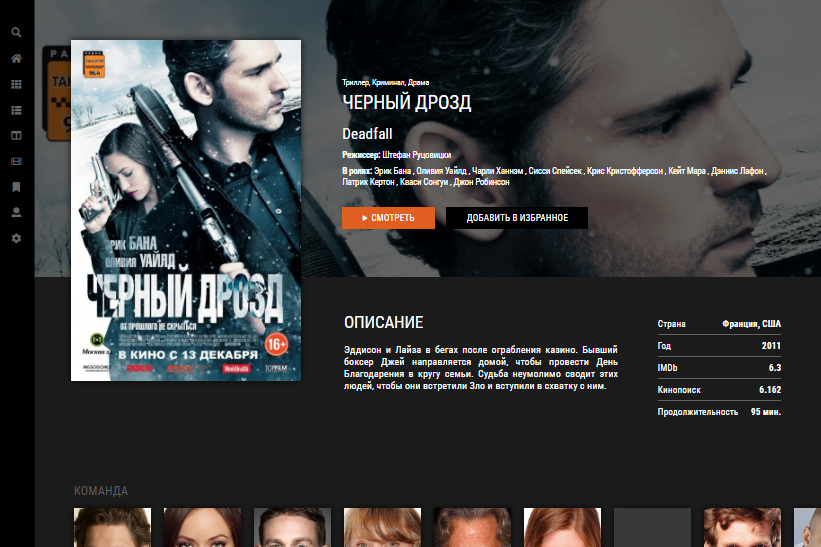 Триллер, Криминал, Драма
ЧЕРНЫЙ ДРОЗД
Deadfall
Режиссер: Штефан Руцовицки
В ролях: Эрик Бана , Оливия Уайлд , Чарли Ханнэм , Сисси Спейсек , Крис Кристофферсон , Кейт Мара , Дэннис Лафон ,
Патрик Кертон , Кваси Сонгуи , Джон Робинсон
СМОТРЕТЬ
ДОБАВИТЬ В ИЗБРАННОЕ
ЭРИК БАНА
ОЛИВИЯ УАЙЛД
ЧЕРНЫЙ ДРОЗД
ОТ ПРОШЛОГО НЕ СКРЫТЬСЯ
16+
В КИНО С 13 ДЕКАБРЯ
MensHealth
TOPFILM
ОПИСАНИЕ
Эддисон и Лайза в бегах после ограбления казино. Бывший
боксер Джей направляется домой, чтобы провести День
Благодарения в кругу семьи. Судьба неумолимо сводит этих
людей, чтобы они встретили Зло и вступили в схватку с ним.
Страна Франция, США
Год 2011
IMDb 6.3
Кинопоиск 6.162
Продолжительность 95 мин.
КОМАНДА